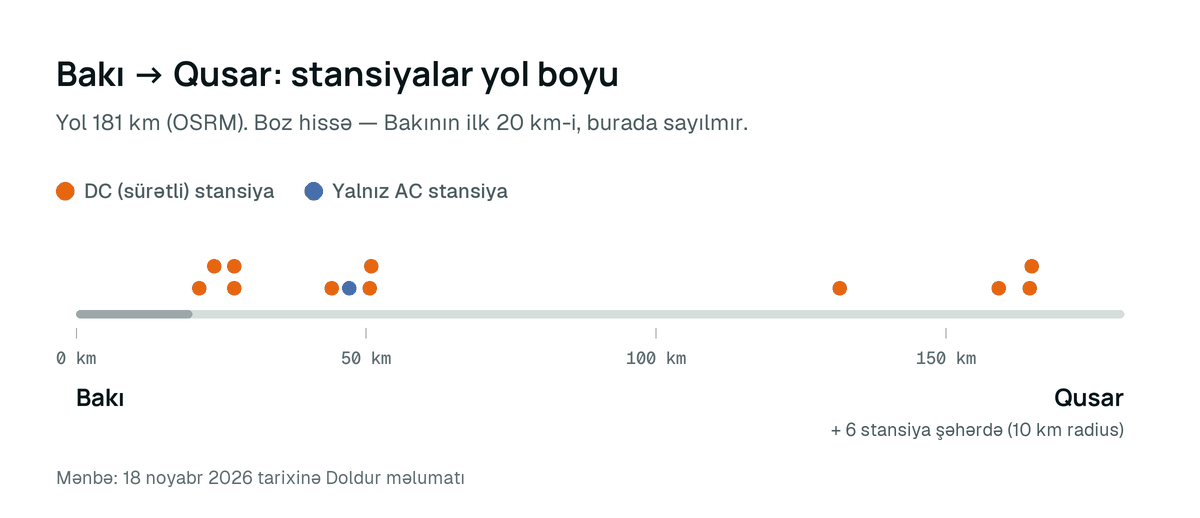 Bakı → Qusar: stansiyalar yol boyu
Yol 181 km (OSRM). Boz hissə — Bakının ilk 20 km-i, burada sayılmır.
DC (sürətli) stansiya
Yalnız AC stansiya
0 km
50 km
100 km
150 km
Bakı
Qusar
+ 6 stansiya şəhərdə (10 km radius)
Mənbə: 18 noyabr 2026 tarixinə Doldur məlumatı